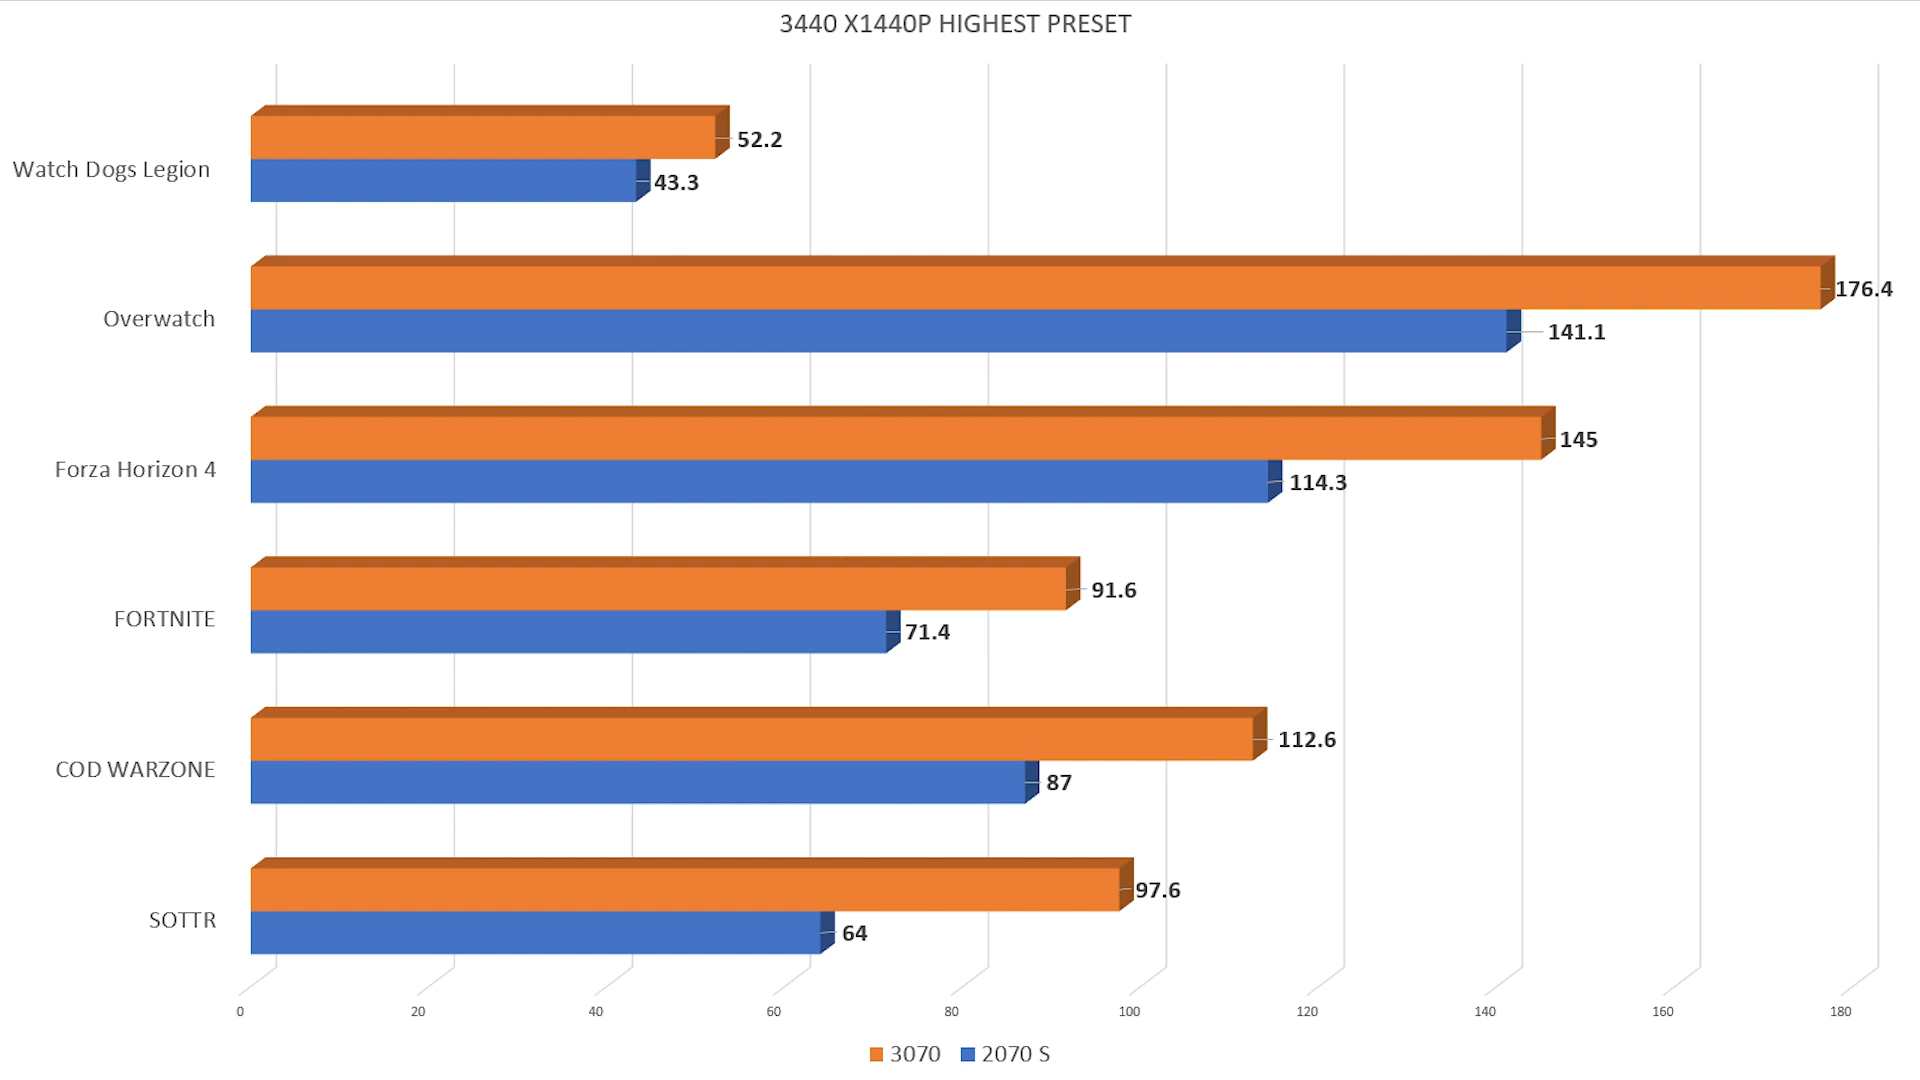 3440 X1440P HIGHEST PRESET
Watch Dogs Legion
52.2
43.3
Overwatch
176.4
141.1
Forza Horizon 4
145
114.3
FORTNITE
91.6
71.4
COD WARZONE
112.6
87
SOTTR
97.6
64
0 20 40 60 80 100 120 140 160 180
3070 2070 S